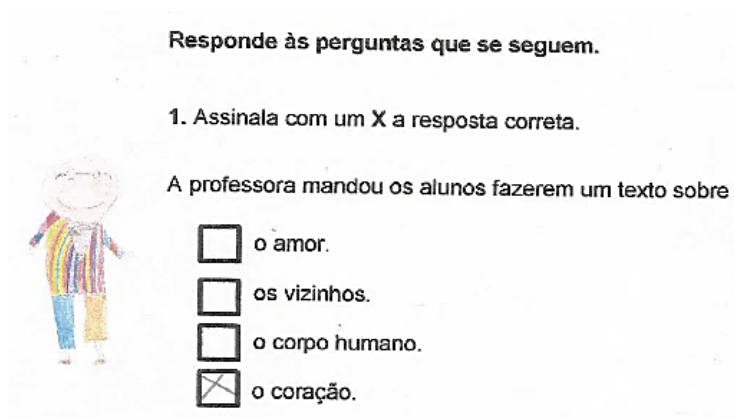 Responde às perguntas que se seguem.
1. Assinala com um X a resposta correta.
A professora mandou os alunos fazerem um texto sobre
o amor.
os vizinhos.
o corpo humano.
X o coração.